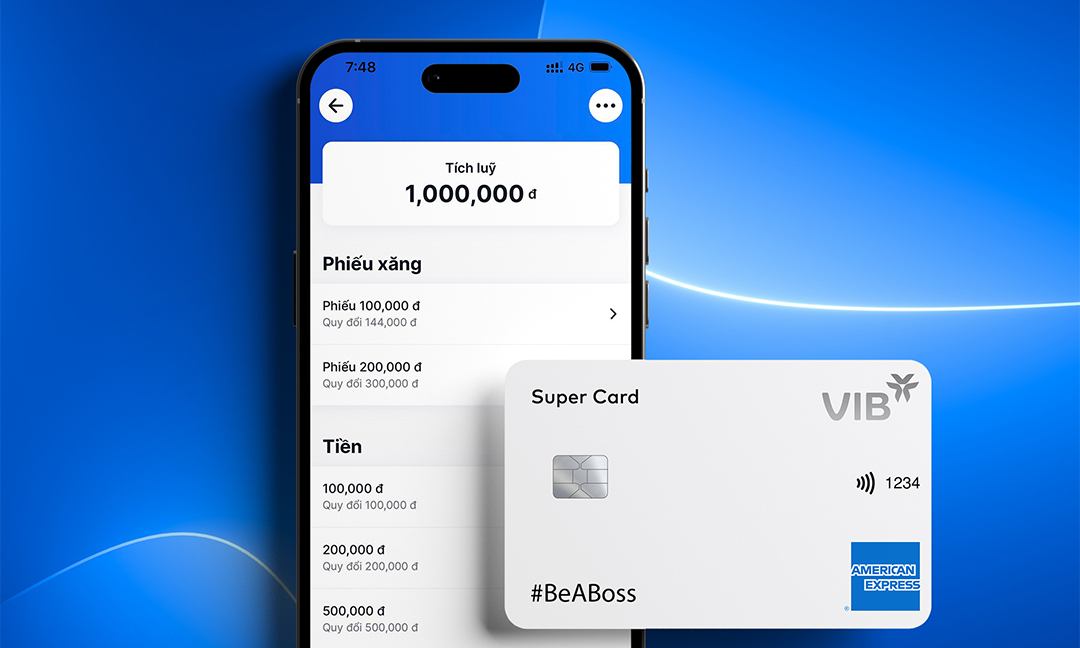 7:48
4G
Tích luỹ
1,000,000 đ
Phiếu xăng
Phiếu 100,000 đ
Quy đổi 144,000 đ
Phiếu 200,000 đ
Quy đổi 300,000 đ
Tiền
100,000 đ
Quy đổi 100,000 đ
200,000 đ
Quy đổi 200,000 đ
500,000 đ
Quy đổi 500,000 đ
Super Card
VIB
1234
#BeABoss
AMERICAN
EXPRESS
®